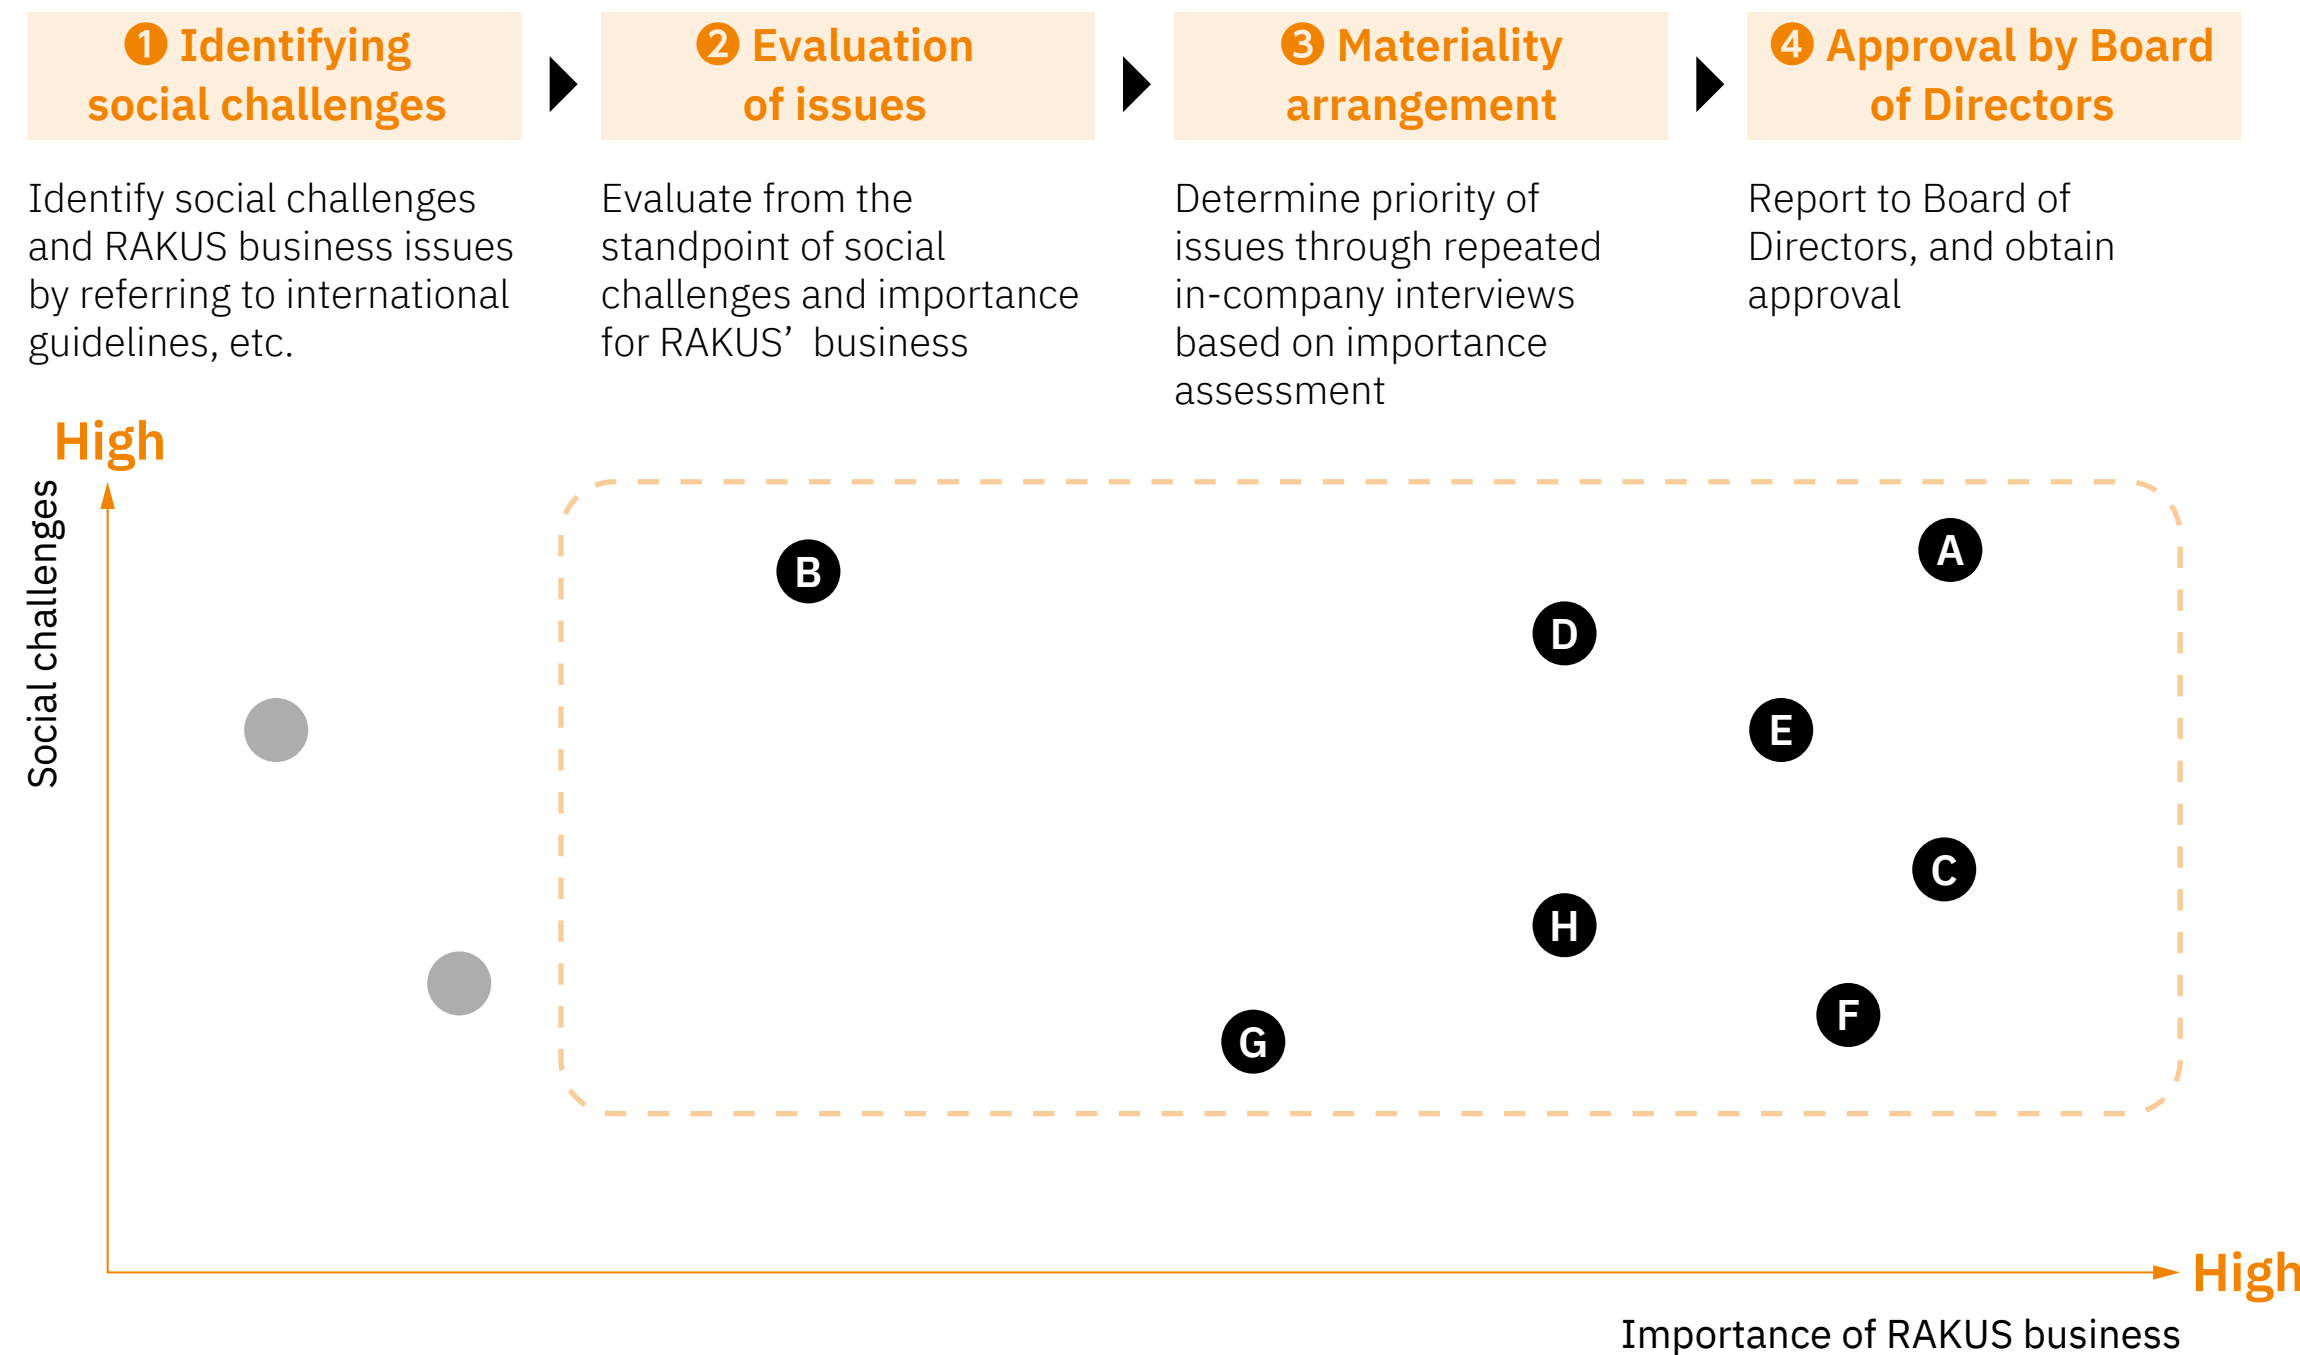 ❶ Identifying
social challenges
❷ Evaluation
of issues
❸ Materiality
arrangement
❹ Approval by Board
of Directors
Identify social challenges
and RAKUS business issues
by referring to international
guidelines, etc.
Evaluate from the
standpoint of social
challenges and importance
for RAKUS’ business
Determine priority of
issues through repeated
in-company interviews
based on importance
assessment
Report to Board of
Directors, and obtain
approval
High
Social challenges
A
B
D
E
C
H
F
G
High
Importance of RAKUS business